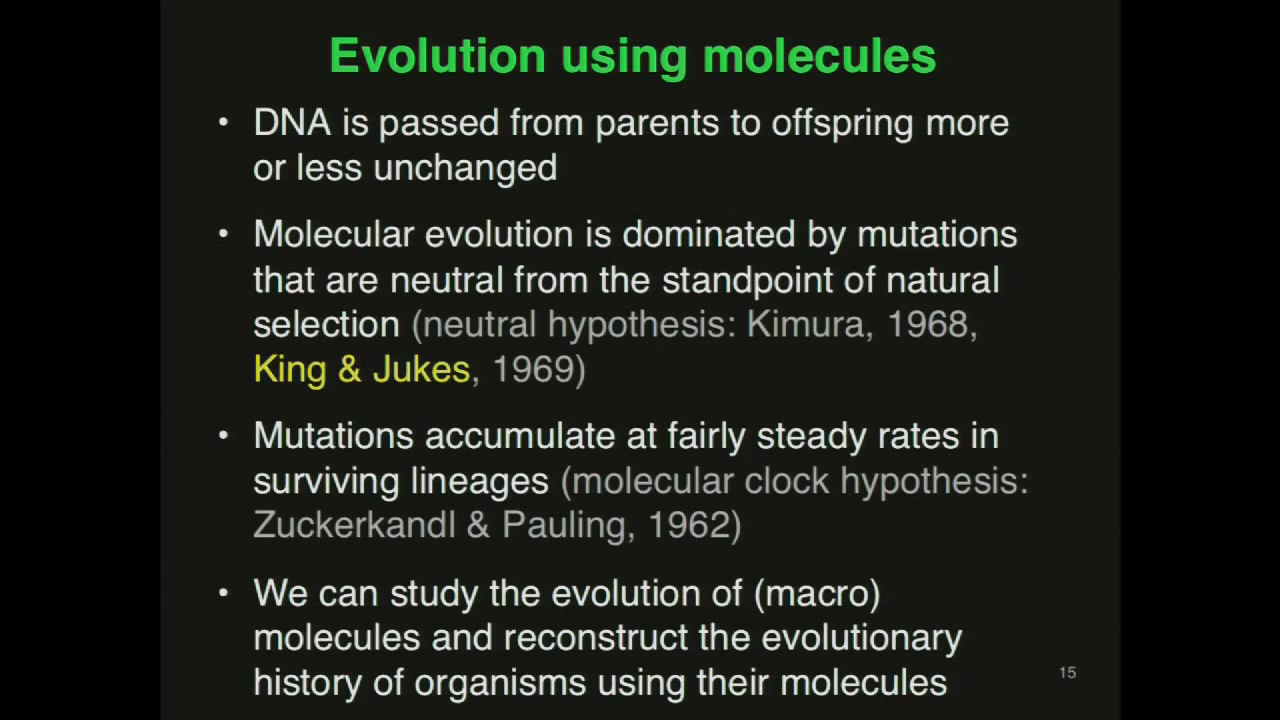 Evolution using molecules
• DNA is passed from parents to offspring more
or less unchanged
• Molecular evolution is dominated by mutations
that are neutral from the standpoint of natural
selection (neutral hypothesis: Kimura, 1968,
King & Jukes, 1969)
• Mutations accumulate at fairly steady rates in
surviving lineages (molecular clock hypothesis:
Zuckerkandl & Pauling, 1962)
• We can study the evolution of (macro)
molecules and reconstruct the evolutionary
history of organisms using their molecules
15